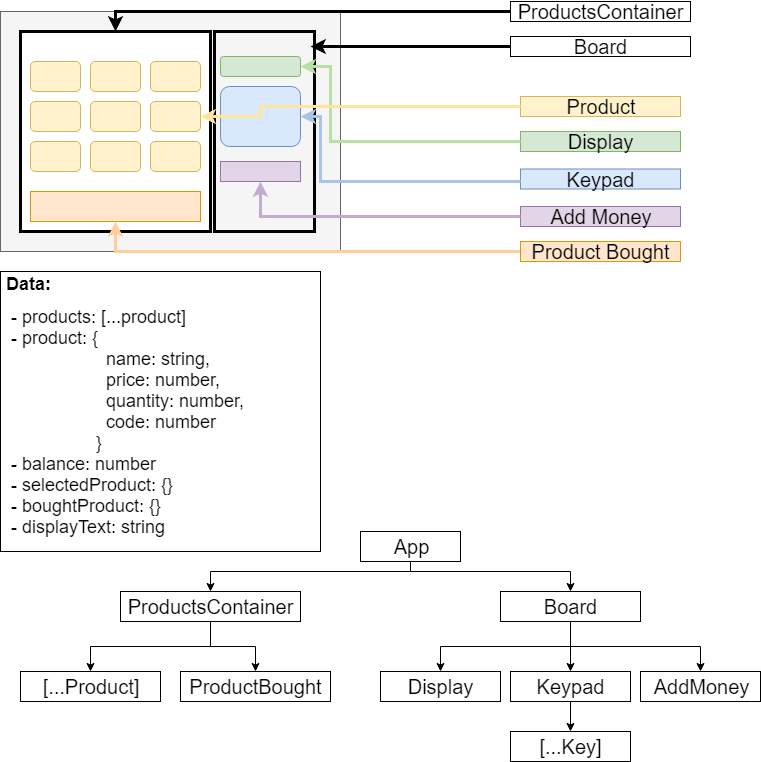 ProductsContainer
Board
Product
Display
Keypad
Add Money
Product Bought
Data:
- products: [...product]
- product: {
name: string,
price: number,
quantity: number,
code: number
}
- balance: number
- selectedProduct: {}
- boughtProduct: {}
- displayText: string
App
ProductsContainer
Board
[...Product]
ProductBought
Display
Keypad
AddMoney
[...Key]